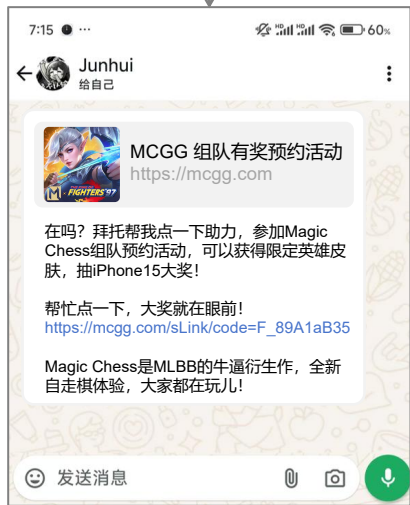 7:15
60%
Junhui
给自己
MCGG 组队有奖预约活动
https://mcgg.com
FIGHTERS'97
在吗？拜托帮我点一下助力，参加Magic
Chess组队预约活动，可以获得限定英雄皮
肤，抽iPhone15大奖！
帮忙点一下，大奖就在眼前！
https://mcgg.com/sLink/code=F_89A1aB35
Magic Chess是MLBB的牛逼衍生作，全新
自走棋体验，大家都在玩儿！
发送消息